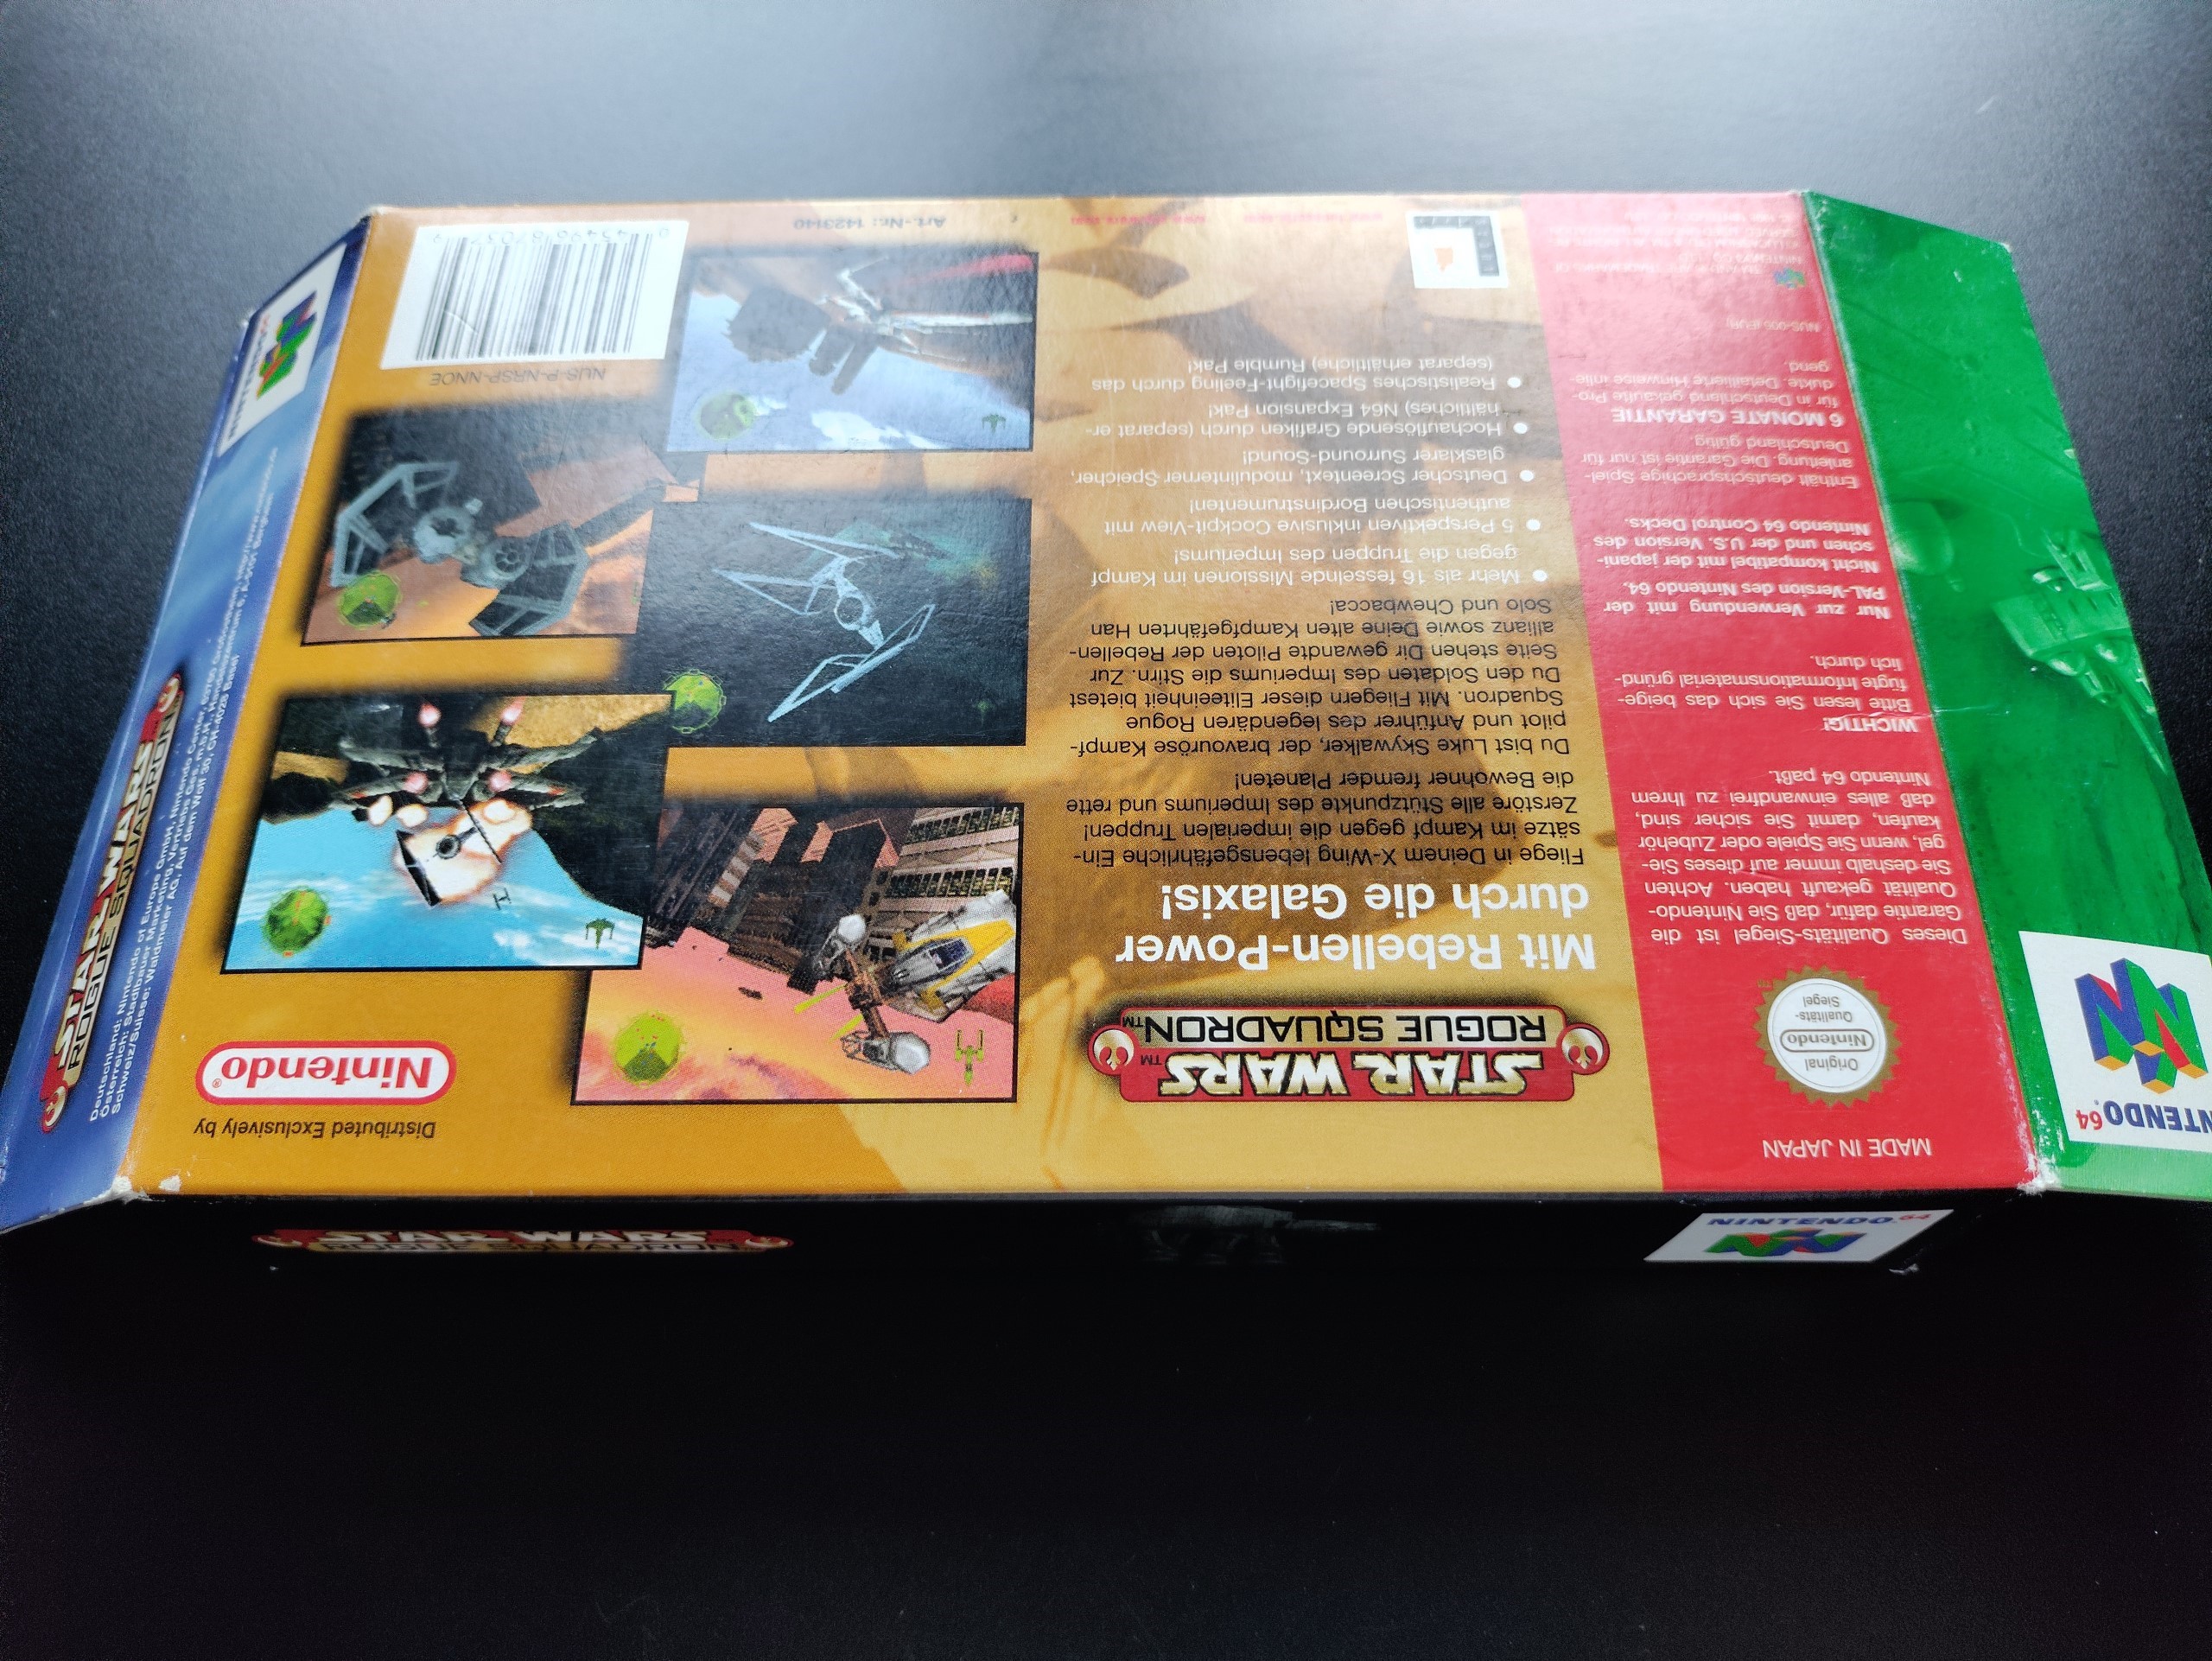 MADE IN JAPAN
Original
Nintendo
Qualitäts-
Siegel
Dieses Qualitäts-Siegel ist die
Garantie dafür, daß Sie Nintendo-
Qualität gekauft haben. Achten
Sie deshalb immer auf dieses Sie-
gel, wenn Sie Spiele oder Zubehör
kaufen, damit Sie sicher sind,
daß alles einwandfrei zu Ihrem
Nintendo 64 paßt.
WICHTIG!
Bitte lesen Sie sich das beige-
fügte Informationsmaterial gründ-
lich durch.
Nur zur Verwendung mit der
PAL-Version des Nintendo 64.
Nicht kompatibel mit der japani-
schen und der U.S. Version des
Nintendo 64 Control Decks.
Enthält deutschsprachige Spiel-
anleitung. Die Garantie ist nur für
Deutschland gültig.
6 MONATE GARANTIE
für in Deutschland gekaufte Pro-
dukte. Detaillierte Hinweise inlie-
gend.
NUS-006 (EUR)
STAR WARS™
ROGUE SQUADRON™
Mit Rebellen-Power
durch die Galaxis!
Fliege in Deinem X-Wing lebensgefährliche Ein-
sätze im Kampf gegen die imperialen Truppen!
Zerstöre alle Stützpunkte des Imperiums und rette
die Bewohner fremder Planeten!
Du bist Luke Skywalker, der bravouröse Kampf-
pilot und Anführer des legendären Rogue
Squadron. Mit Fliegern dieser Eliteeinheit bietest
Du den Soldaten des Imperiums die Stirn. Zur
Seite stehen Dir gewandte Piloten der Rebellen-
allianz sowie Deine alten Kampfgefährten Han
Solo und Chewbacca!
● Mehr als 16 fesselnde Missionen im Kampf
gegen die Truppen des Imperiums!
● 5 Perspektiven inklusive Cockpit-View mit
authentischen Bordinstrumenten!
● Deutscher Screentext, modulinterner Speicher,
glasklarer Surround-Sound!
● Hochauflösende Grafiken durch (separat er-
hältliches) N64 Expansion Pak!
● Realistisches Spacefight-Feeling durch das
(separat erhältliche) Rumble Pak!
Distributed Exclusively by
Nintendo®
NUS-P-NRSP-NNOE
Art.-Nr.: 1423140
STAR WARS
ROGUE SQUADRON
NINTENDO 64
STAR WARS
ROGUE SQUADRON
NINTENDO 64